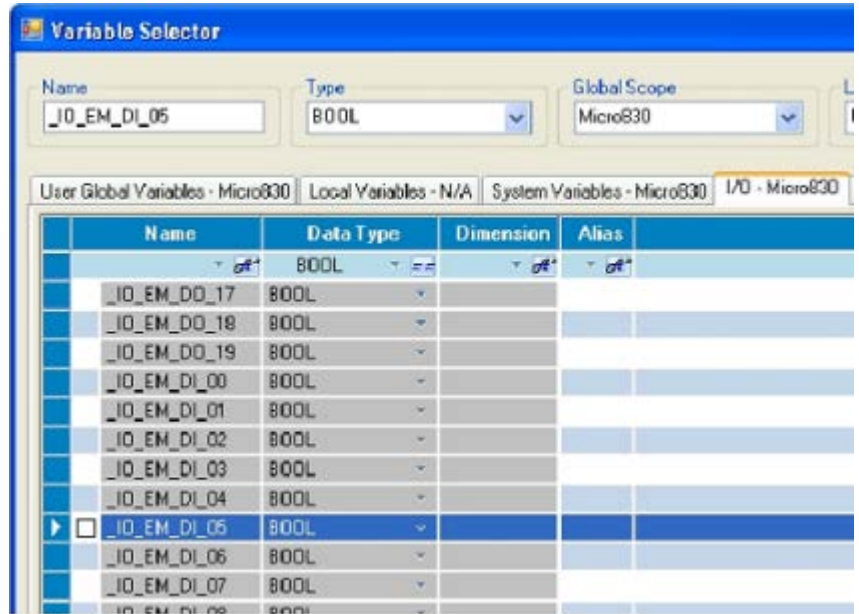 Variable Selector
Name Type Global Scope
_IO_EM_DI_05 BOOL Micro830
User Global Variables - Micro830 Local Variables - N/A System Variables - Micro830 I/O - Micro830
Name Data Type Dimension Alias
BOOL
_IO_EM_DO_17 BOOL
_IO_EM_DO_18 BOOL
_IO_EM_DO_19 BOOL
_IO_EM_DI_00 BOOL
_IO_EM_DI_01 BOOL
_IO_EM_DI_02 BOOL
_IO_EM_DI_03 BOOL
_IO_EM_DI_04 BOOL
_IO_EM_DI_05 BOOL
_IO_EM_DI_06 BOOL
_IO_EM_DI_07 BOOL
_IO_EM_DI_08 BOOL